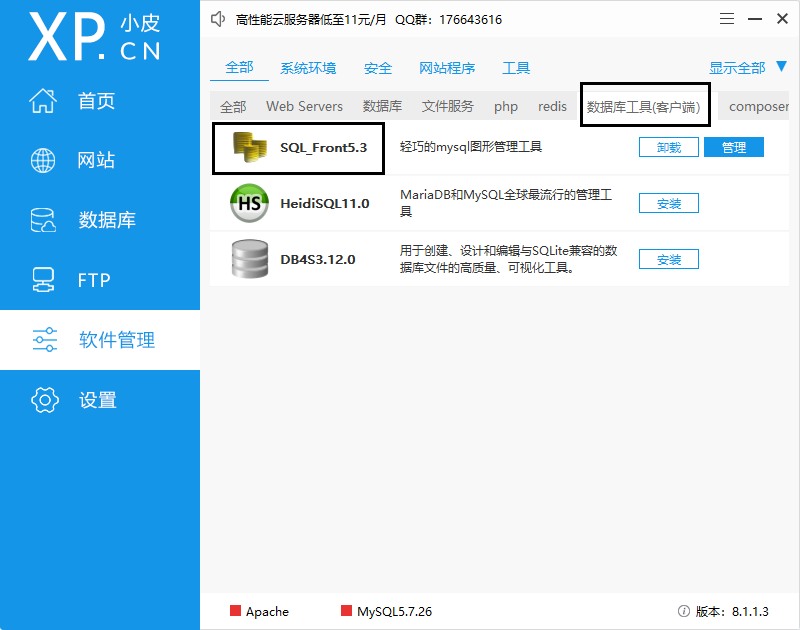 XP.CN 小皮
高性能云服务器低至11元/月 QQ群：176643616
首页
网站
数据库
FTP
软件管理
设置
全部 系统环境 安全 网站程序 工具 显示全部
全部 Web Servers 数据库 文件服务 php redis 数据库工具(客户端) composer
SQL_Front5.3 轻巧的mysql图形管理工具 卸载 管理
HeidiSQL11.0 MariaDB和MySQL全球最流行的管理工
具 安装
DB4S3.12.0 用于创建、设计和编辑与SQLite兼容的数
据库文件的高质量、可视化工具。 安装
Apache MySQL5.7.26 版本：8.1.1.3